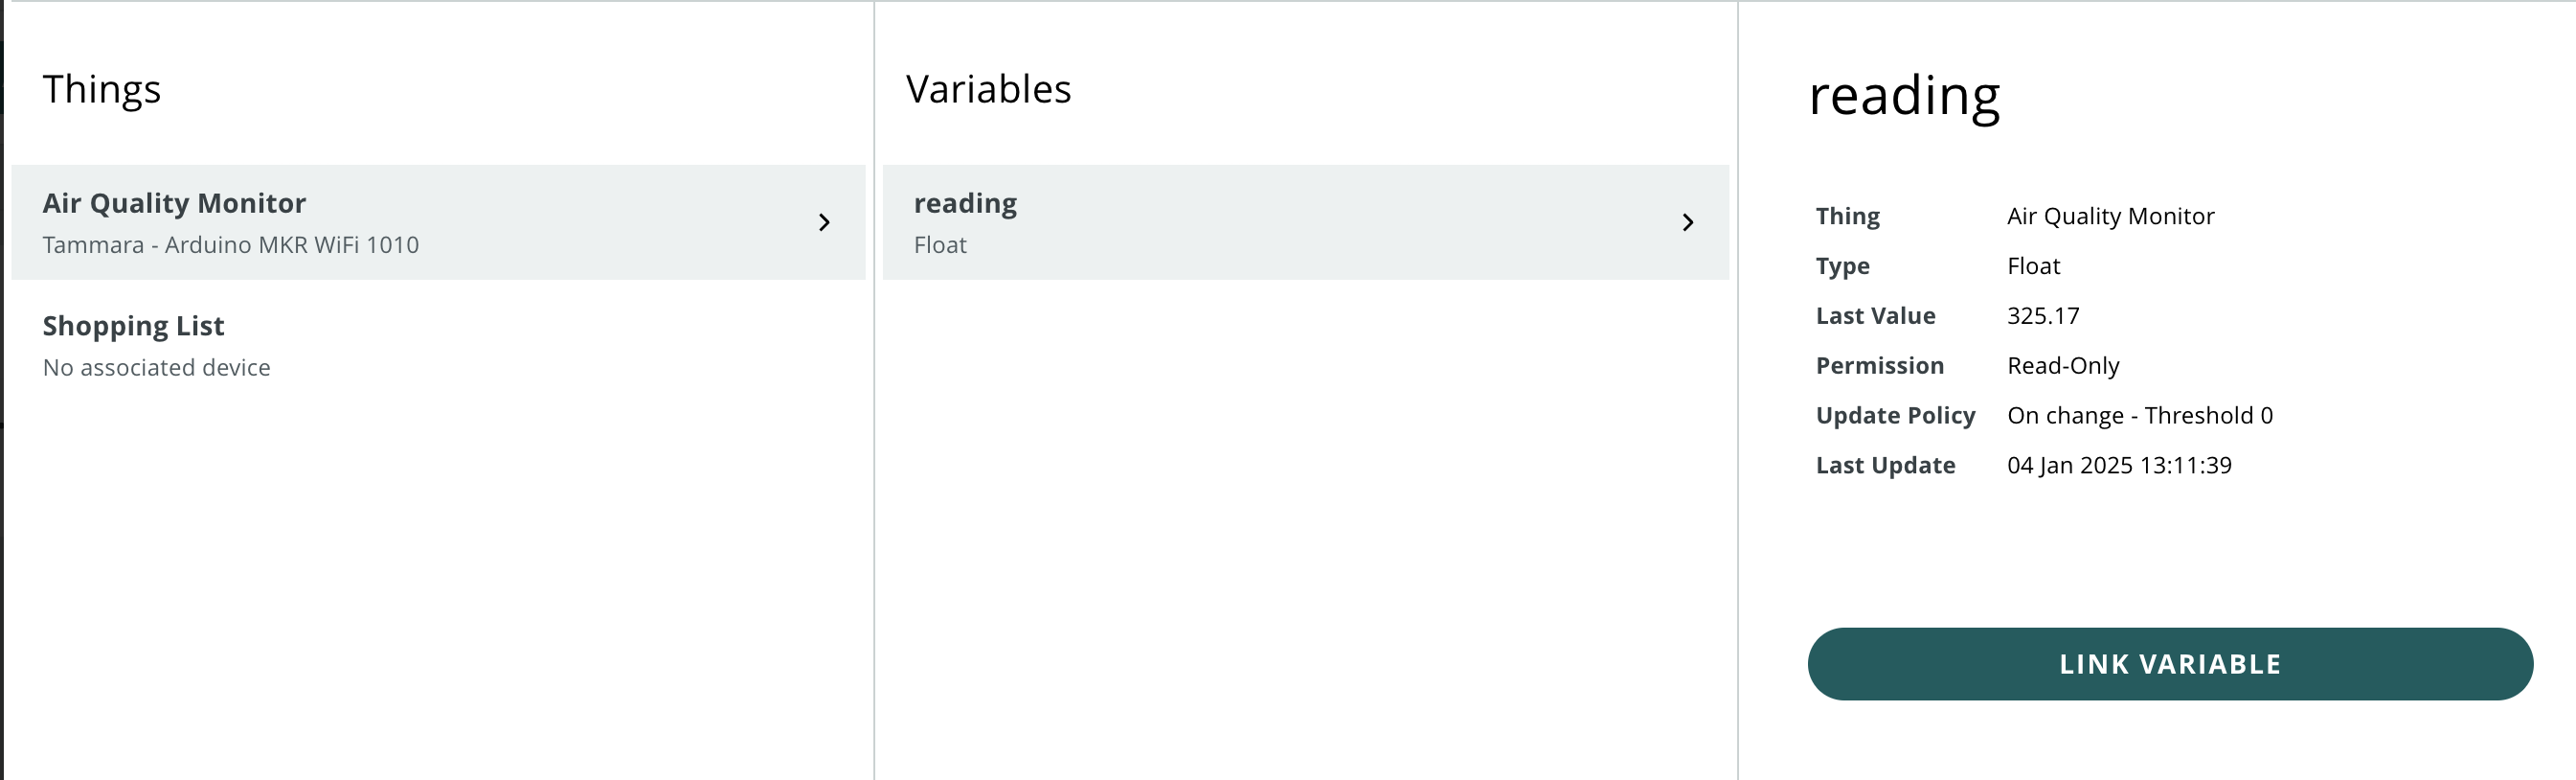 Things
Air Quality Monitor
Tammara - Arduino MKR WiFi 1010
Shopping List
No associated device
Variables
reading
Float
reading
Thing Air Quality Monitor
Type Float
Last Value 325.17
Permission Read-Only
Update Policy On change - Threshold 0
Last Update 04 Jan 2025 13:11:39
LINK VARIABLE